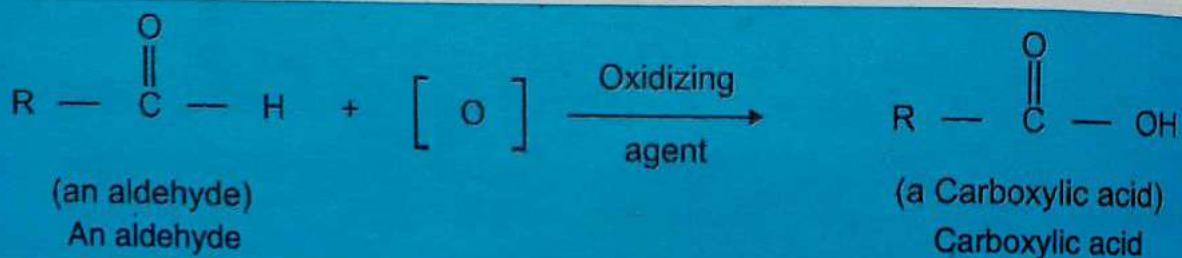 O
||
R — C — H + [ O ] Oxidizing agent → R — C — OH
O
||
(an aldehyde) (a Carboxylic acid)
An aldehyde Carboxylic acid